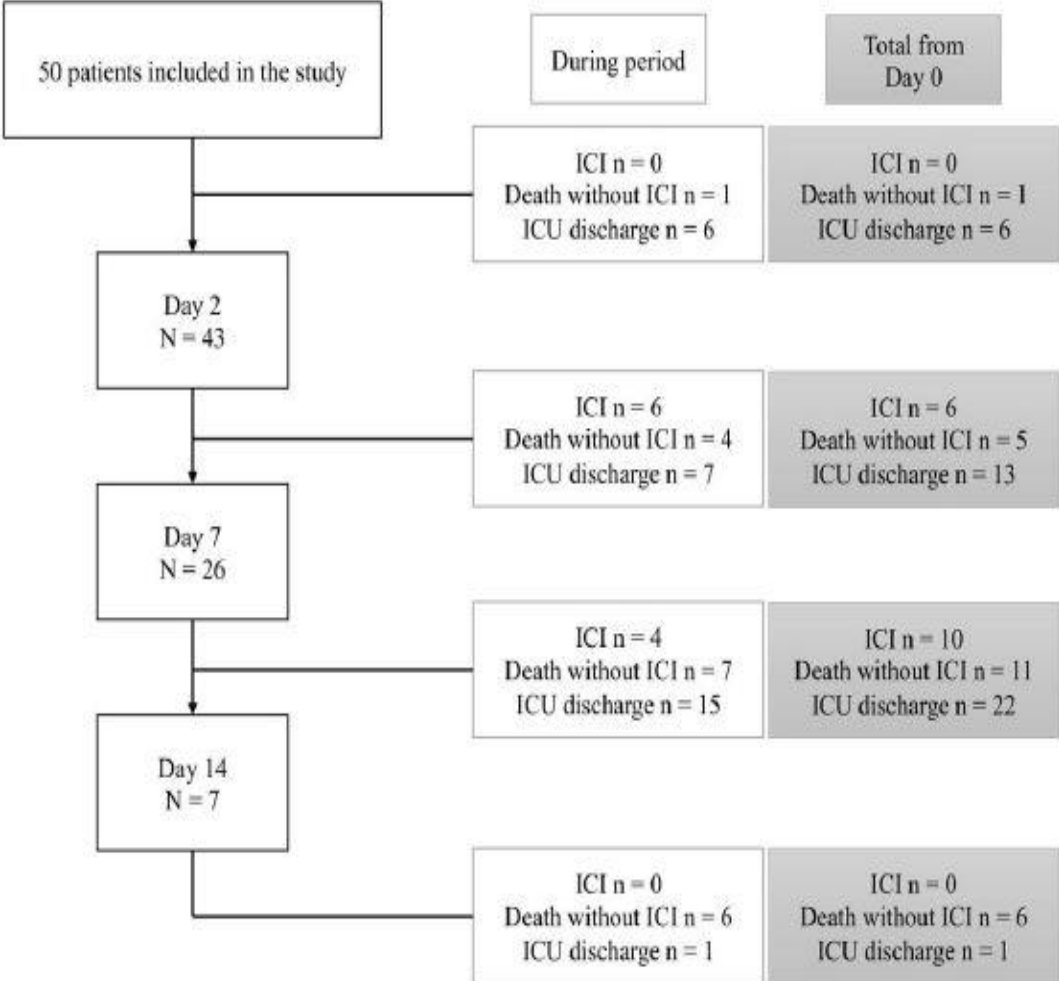 50 patients included in the study
During period
Total from
Day 0
ICI n = 0
Death without ICI n = 1
ICU discharge n = 6
ICI n = 0
Death without ICI n = 1
ICU discharge n = 6
Day 2
N = 43
ICI n = 6
Death without ICI n = 4
ICU discharge n = 7
ICI n = 6
Death without ICI n = 5
ICU discharge n = 13
Day 7
N = 26
ICI n = 4
Death without ICI n = 7
ICU discharge n = 15
ICI n = 10
Death without ICI n = 11
ICU discharge n = 22
Day 14
N = 7
ICI n = 0
Death without ICI n = 6
ICU discharge n = 1
ICI n = 0
Death without ICI n = 6
ICU discharge n = 1